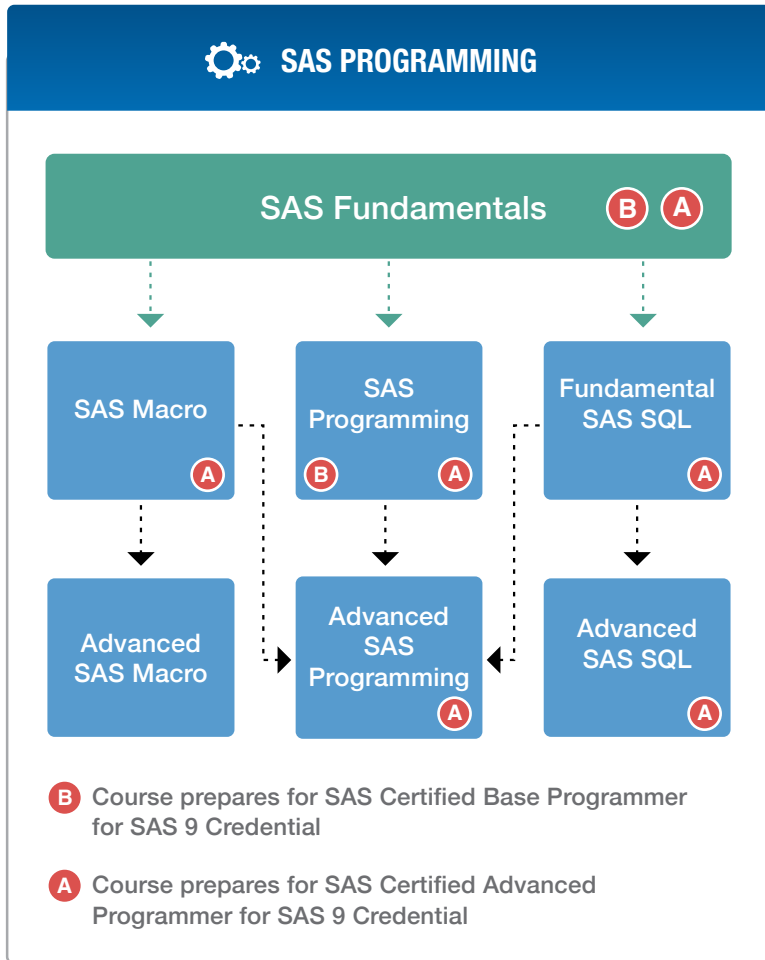 SAS PROGRAMMING
SAS Fundamentals
B A
SAS Macro
A
SAS
Programming
B A
Fundamental
SAS SQL
A
Advanced
SAS Macro
Advanced
SAS
Programming
A
Advanced
SAS SQL
A
B Course prepares for SAS Certified Base Programmer
for SAS 9 Credential
A Course prepares for SAS Certified Advanced
Programmer for SAS 9 Credential